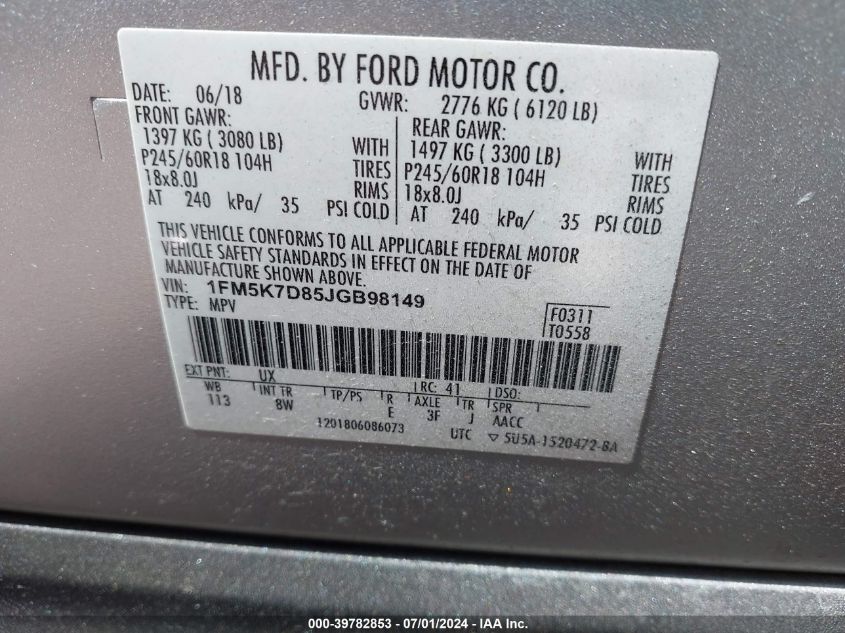 MFD. BY FORD MOTOR CO.
DATE: 06/18 GVWR: 2776 KG ( 6120 LB)
FRONT GAWR: REAR GAWR:
1397 KG ( 3080 LB) WITH 1497 KG ( 3300 LB) WITH
P245/60R18 104H TIRES P245/60R18 104H TIRES
18x8.0J RIMS 18x8.0J RIMS
AT 240 kPa/ 35 PSI COLD AT 240 kPa/ 35 PSI COLD
THIS VEHICLE CONFORMS TO ALL APPLICABLE FEDERAL MOTOR
VEHICLE SAFETY STANDARDS IN EFFECT ON THE DATE OF
MANUFACTURE SHOWN ABOVE.
VIN: 1FM5K7D85JGB98149
TYPE: MPV
F0311
T0558
EXT PNT: UX RC: 41 DSO:
WB INT TR TP/PS R AXLE TR SPR
113 8W E 3F J AACC
1201806086073 UTC ▽ 5U5A-1520472-BA
000-39782853 - 07/01/2024 - IAA Inc.